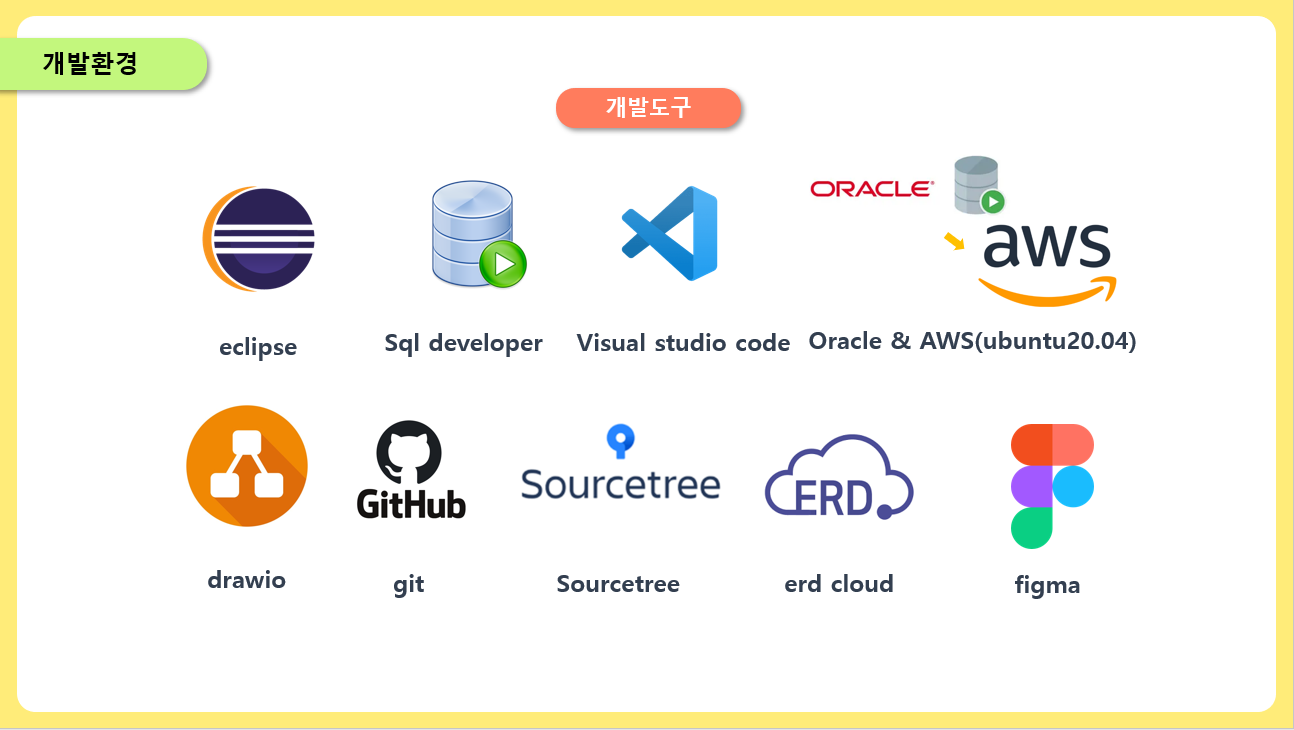 개발환경
개발도구
ORACLE
aws
eclipse
Sql developer
Visual studio code
Oracle & AWS(ubuntu20.04)
GitHub
Sourcetree
ERD
drawio
git
Sourcetree
erd cloud
figma